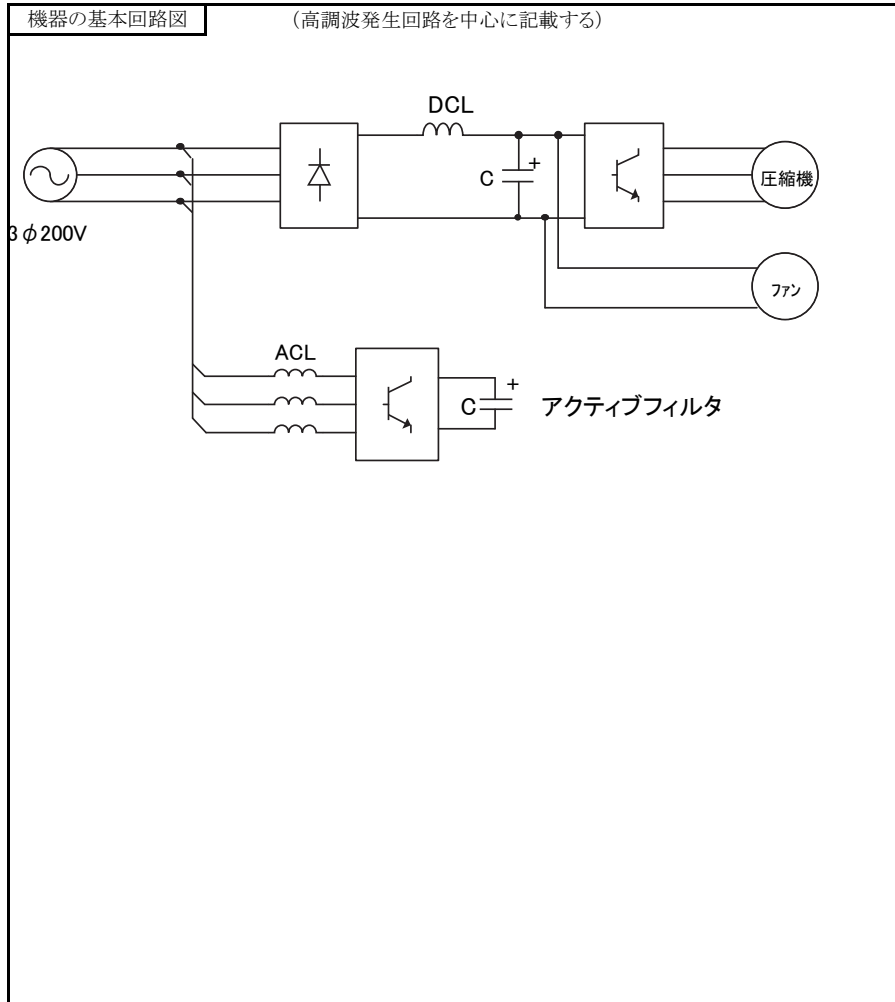 機器の基本回路図
(高調波発生回路を中心に記載する)
DCL
C
+
圧縮機
3φ200V
ファン
ACL
C
+
アクティブフィルタ